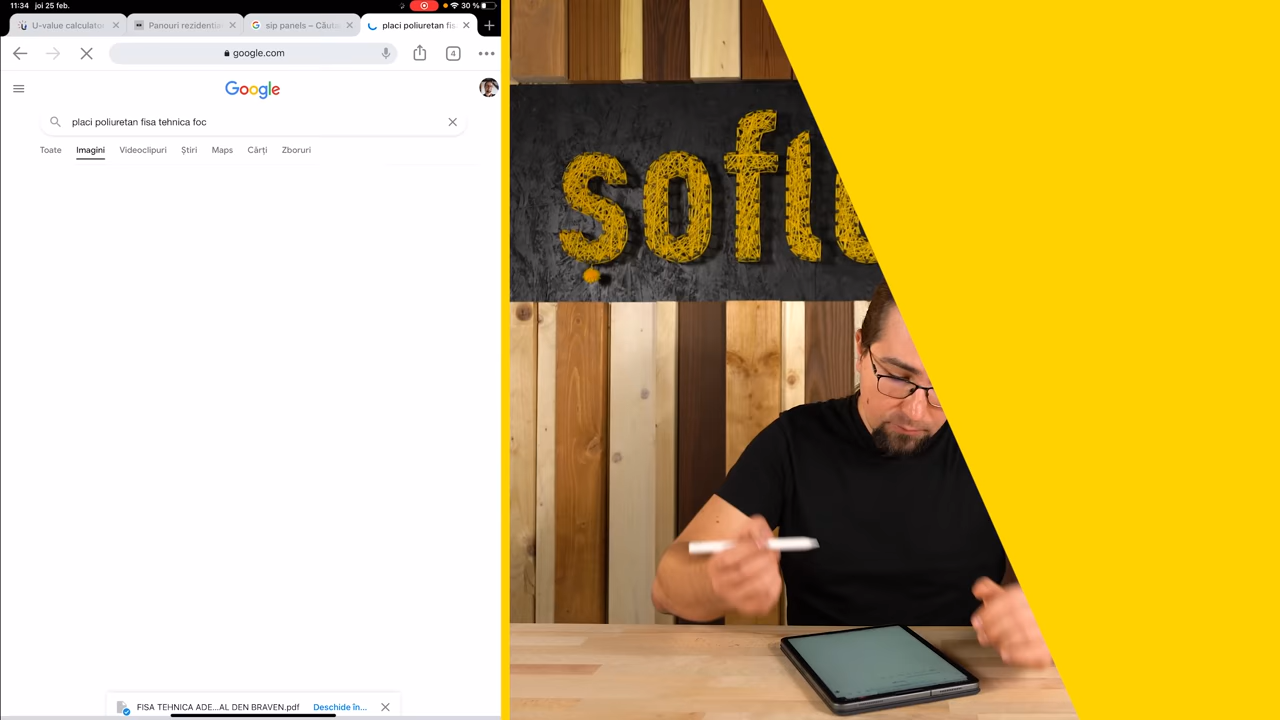 11:34 joi 25 feb.
30 %
U-value calculato
Panouri rezidentia
sip panels – Căuta
placi poliuretan fis
google.com
4
Google
placi poliuretan fisa tehnica foc
Toate Imagini Videoclipuri Știri Maps Cărți Zboruri
șofl
FISA TEHNICA ADE...AL DEN BRAVEN.pdf Deschide în...